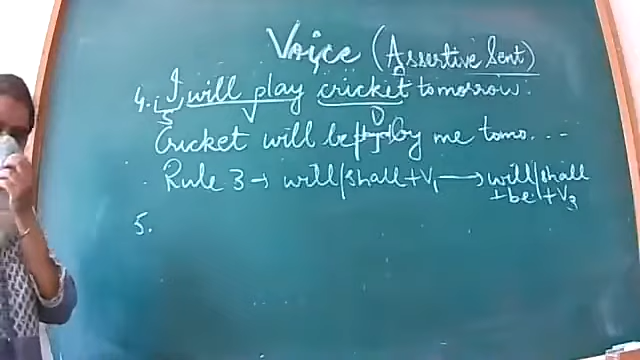 Voice (Assertive Sent)
4. I will play cricket tomorrow.
S V O
Cricket will be by me tomo....
Rule 3 → will/shall + V1 → will/shall
+be + V3
5.